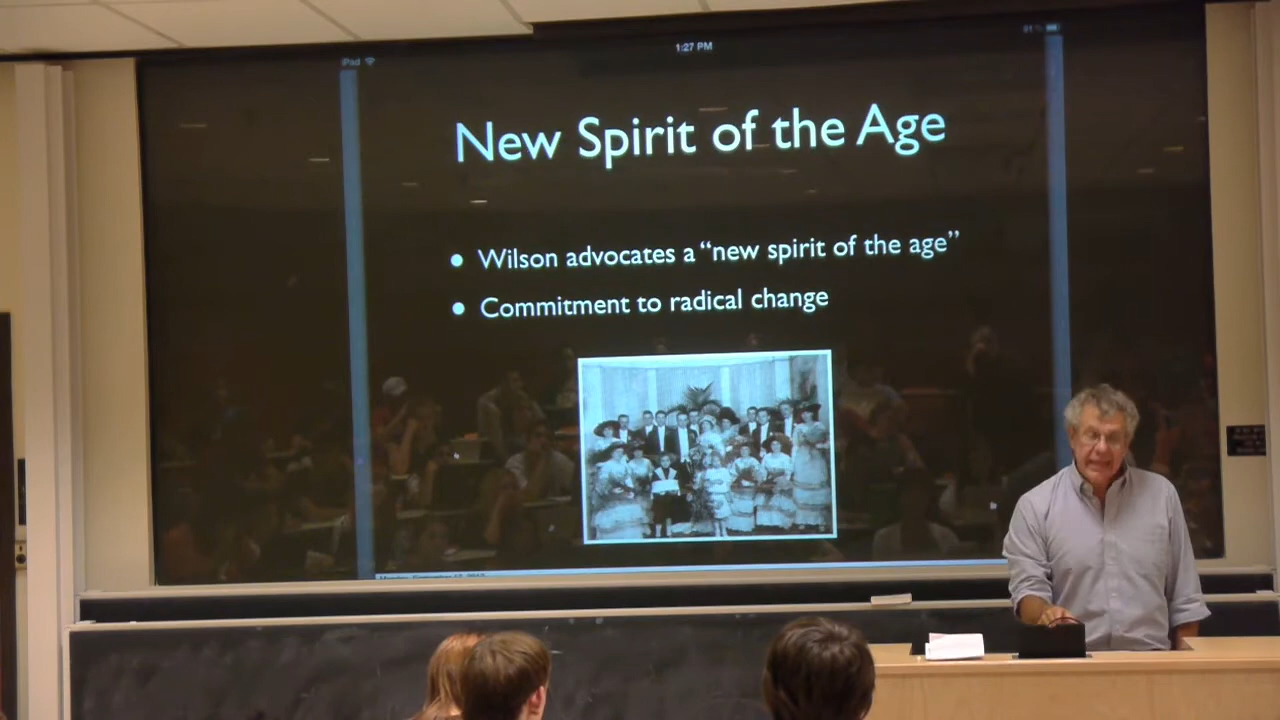 iPad
1:27 PM
New Spirit of the Age
• Wilson advocates a “new spirit of the age”
• Commitment to radical change